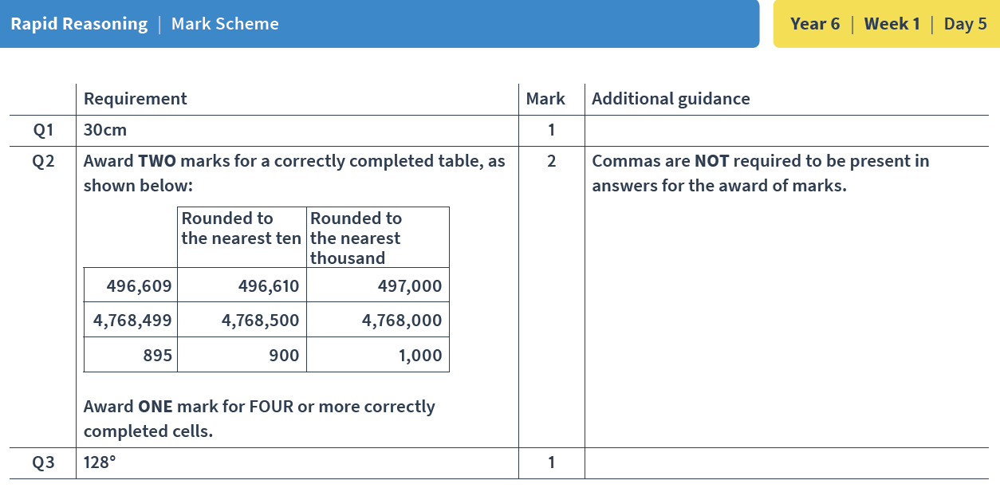 Rapid Reasoning | Mark Scheme
Year 6 | Week 1 | Day 5
Requirement Mark Additional guidance
Q1 30cm 1
Q2 Award TWO marks for a correctly completed table, as 2 Commas are NOT required to be present in
shown below: answers for the award of marks.
Rounded to Rounded to
the nearest ten the nearest
thousand
496,609 496,610 497,000
4,768,499 4,768,500 4,768,000
895 900 1,000
Award ONE mark for FOUR or more correctly
completed cells.
Q3 128° 1